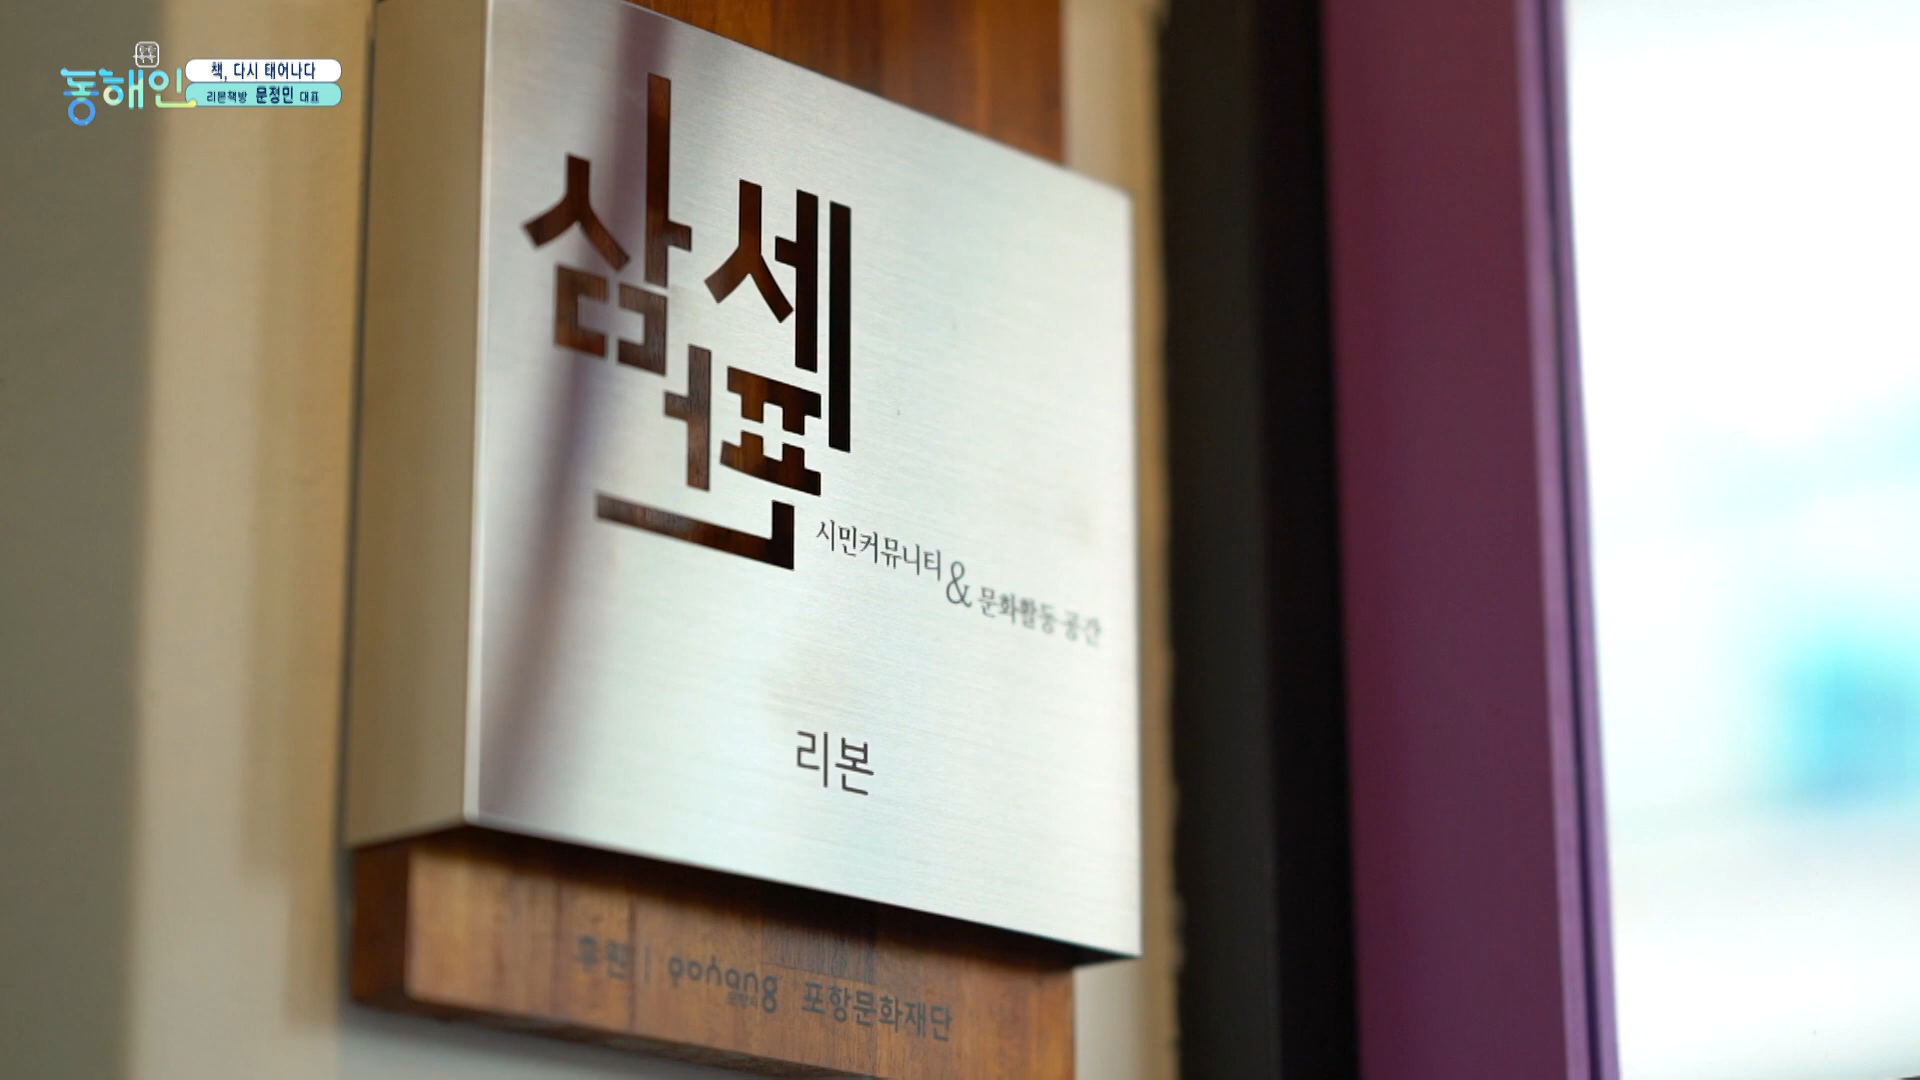 동해인
책, 다시 태어나다
리본책방 문정민 대표
삼세
시민커뮤니티 & 문화활동 공간
리본
후원 | pohang 포항문화재단